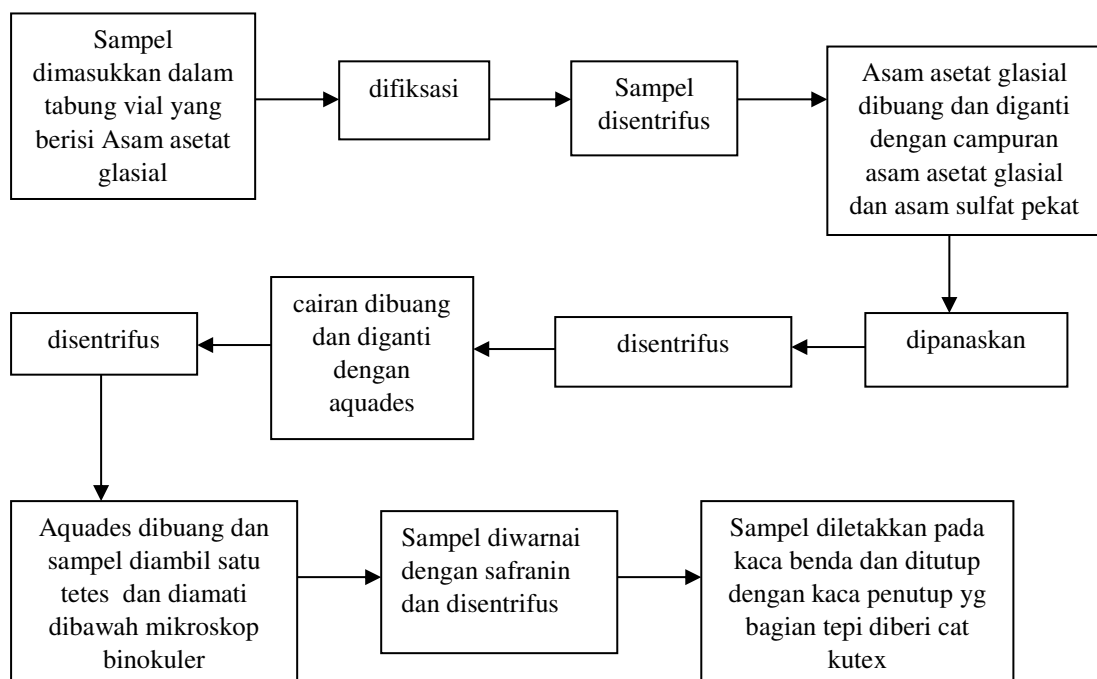 Sampel
dimasukkan dalam
tabung vial yang
berisi Asam asetat
glasial
difiksasi
Sampel
disentrifus
Asam asetat glasial
dibuang dan diganti
dengan campuran
asam asetat glasial
dan asam sulfat pekat
dipanaskan
disentrifus
cairan dibuang
dan diganti
dengan
aquades
disentrifus
Aquades dibuang dan
sampel diambil satu
tetes dan diamati
dibawah mikroskop
binokuler
Sampel diwarnai
dengan safranin
dan disentrifus
Sampel diletakkan pada
kaca benda dan ditutup
dengan kaca penutup yg
bagian tepi diberi cat
kutex